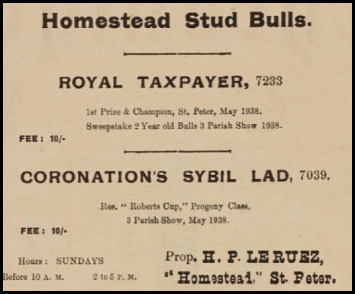 Homestead Stud Bulls.
ROYAL TAXPAYER, 7233
1st Prize & Champion, St. Peter, May 1938.
Sweepstake 2 Year old Bulls 3 Parish Show 1938.
FEE: 10/-
CORONATION'S SYBIL LAD, 7039.
Res. "Roberts Cup," Progeny Class,
3 Parish Show, May 1938.
FEE: 10/-
Hours: SUNDAYS
Before 10 A. M. 2 to 5 P. M.
Prop. H. P. LE RUEZ,
"Homestead," St. Peter.